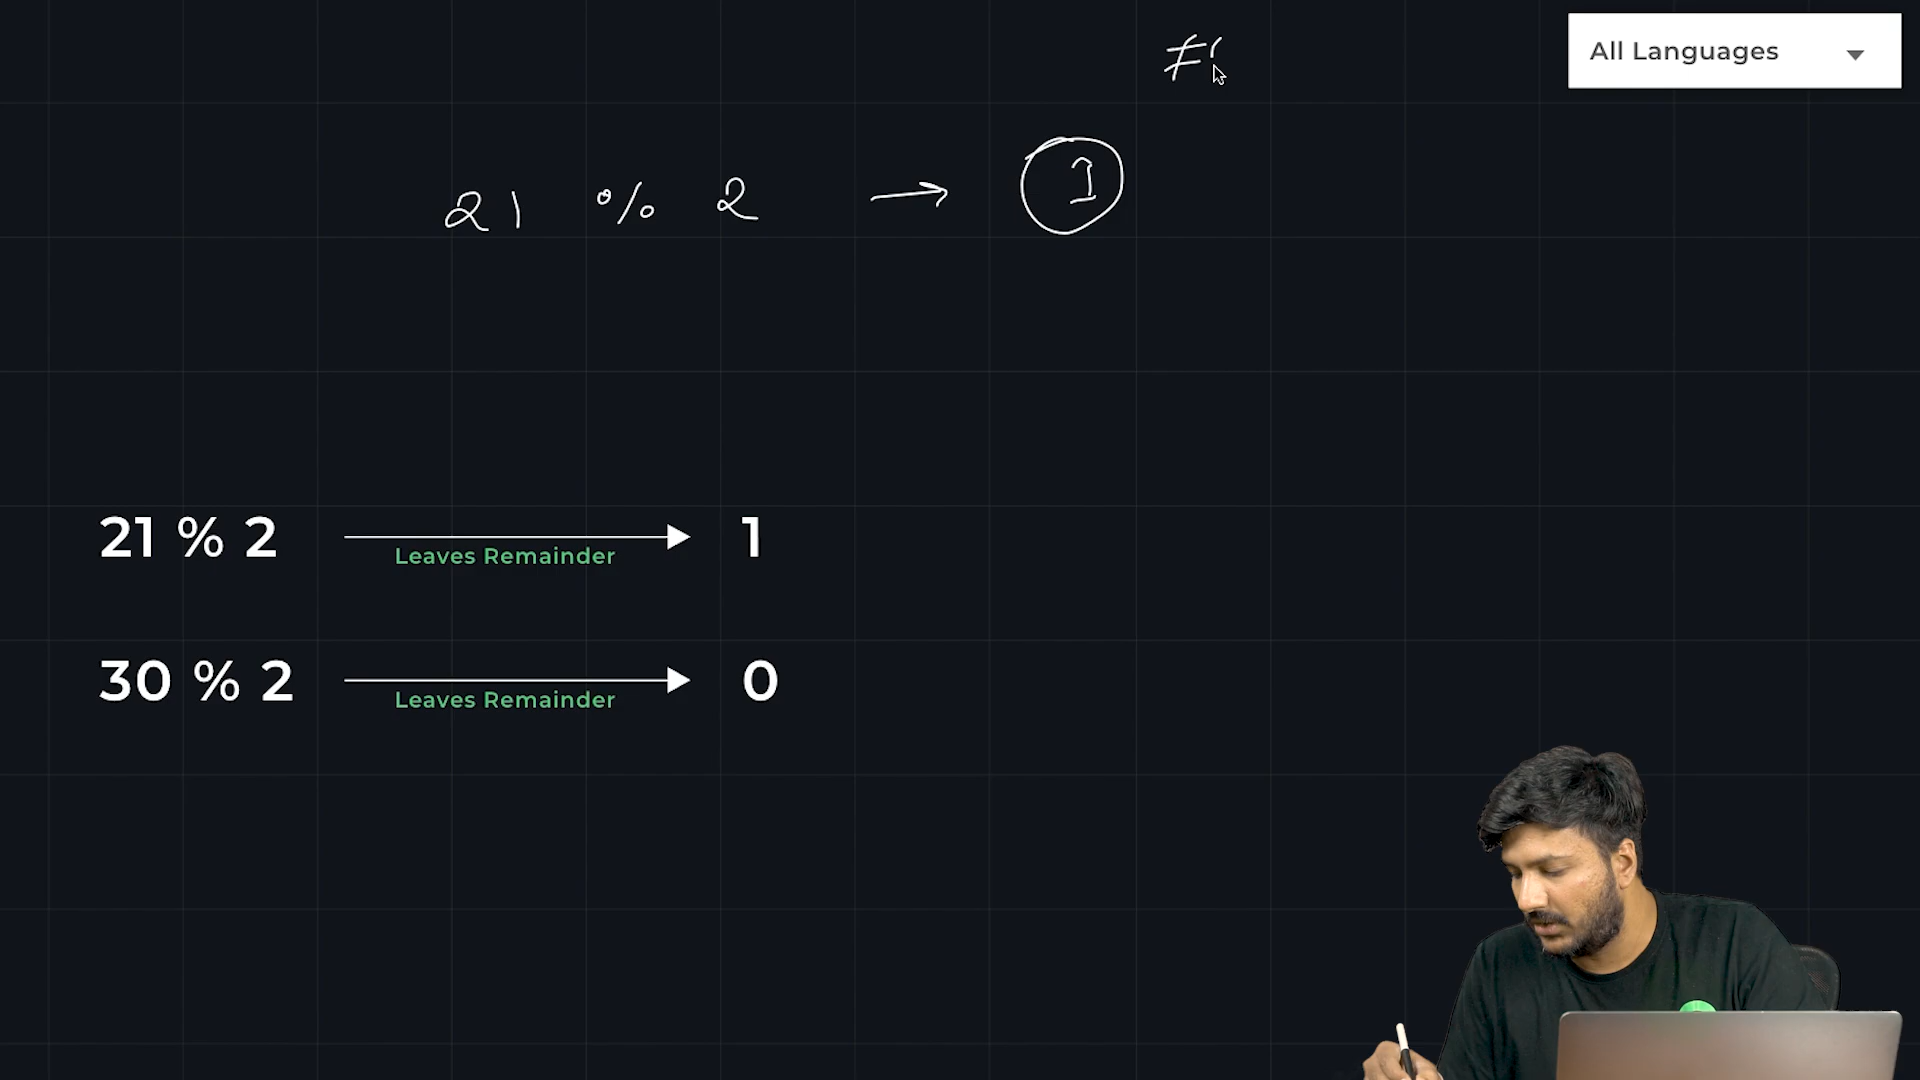 All Languages
21 % 2 → 1
21 % 2 Leaves Remainder 1
30 % 2 Leaves Remainder 0